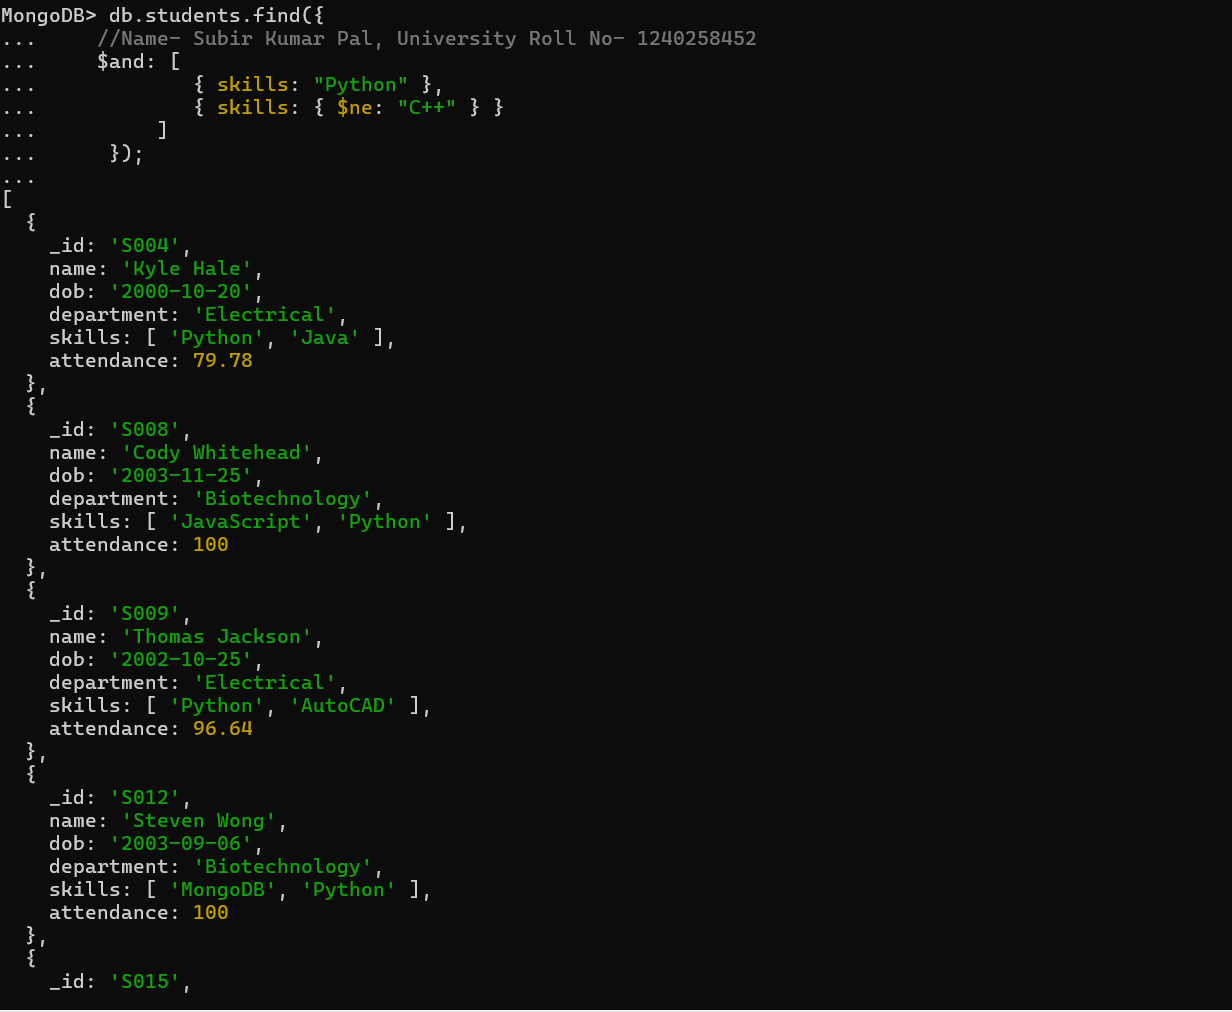 MongoDB> db.students.find({
...     //Name- Subir Kumar Pal, University Roll No- 1240258452
...     $and: [
...             { skills: "Python" },
...             { skills: { $ne: "C++" } }
...          ]
...      });
...
[
  {
    _id: 'S004',
    name: 'Kyle Hale',
    dob: '2000-10-20',
    department: 'Electrical',
    skills: [ 'Python', 'Java' ],
    attendance: 79.78
  },
  {
    _id: 'S008',
    name: 'Cody Whitehead',
    dob: '2003-11-25',
    department: 'Biotechnology',
    skills: [ 'JavaScript', 'Python' ],
    attendance: 100
  },
  {
    _id: 'S009',
    name: 'Thomas Jackson',
    dob: '2002-10-25',
    department: 'Electrical',
    skills: [ 'Python', 'AutoCAD' ],
    attendance: 96.64
  },
  {
    _id: 'S012',
    name: 'Steven Wong',
    dob: '2003-09-06',
    department: 'Biotechnology',
    skills: [ 'MongoDB', 'Python' ],
    attendance: 100
  },
  {
    _id: 'S015',